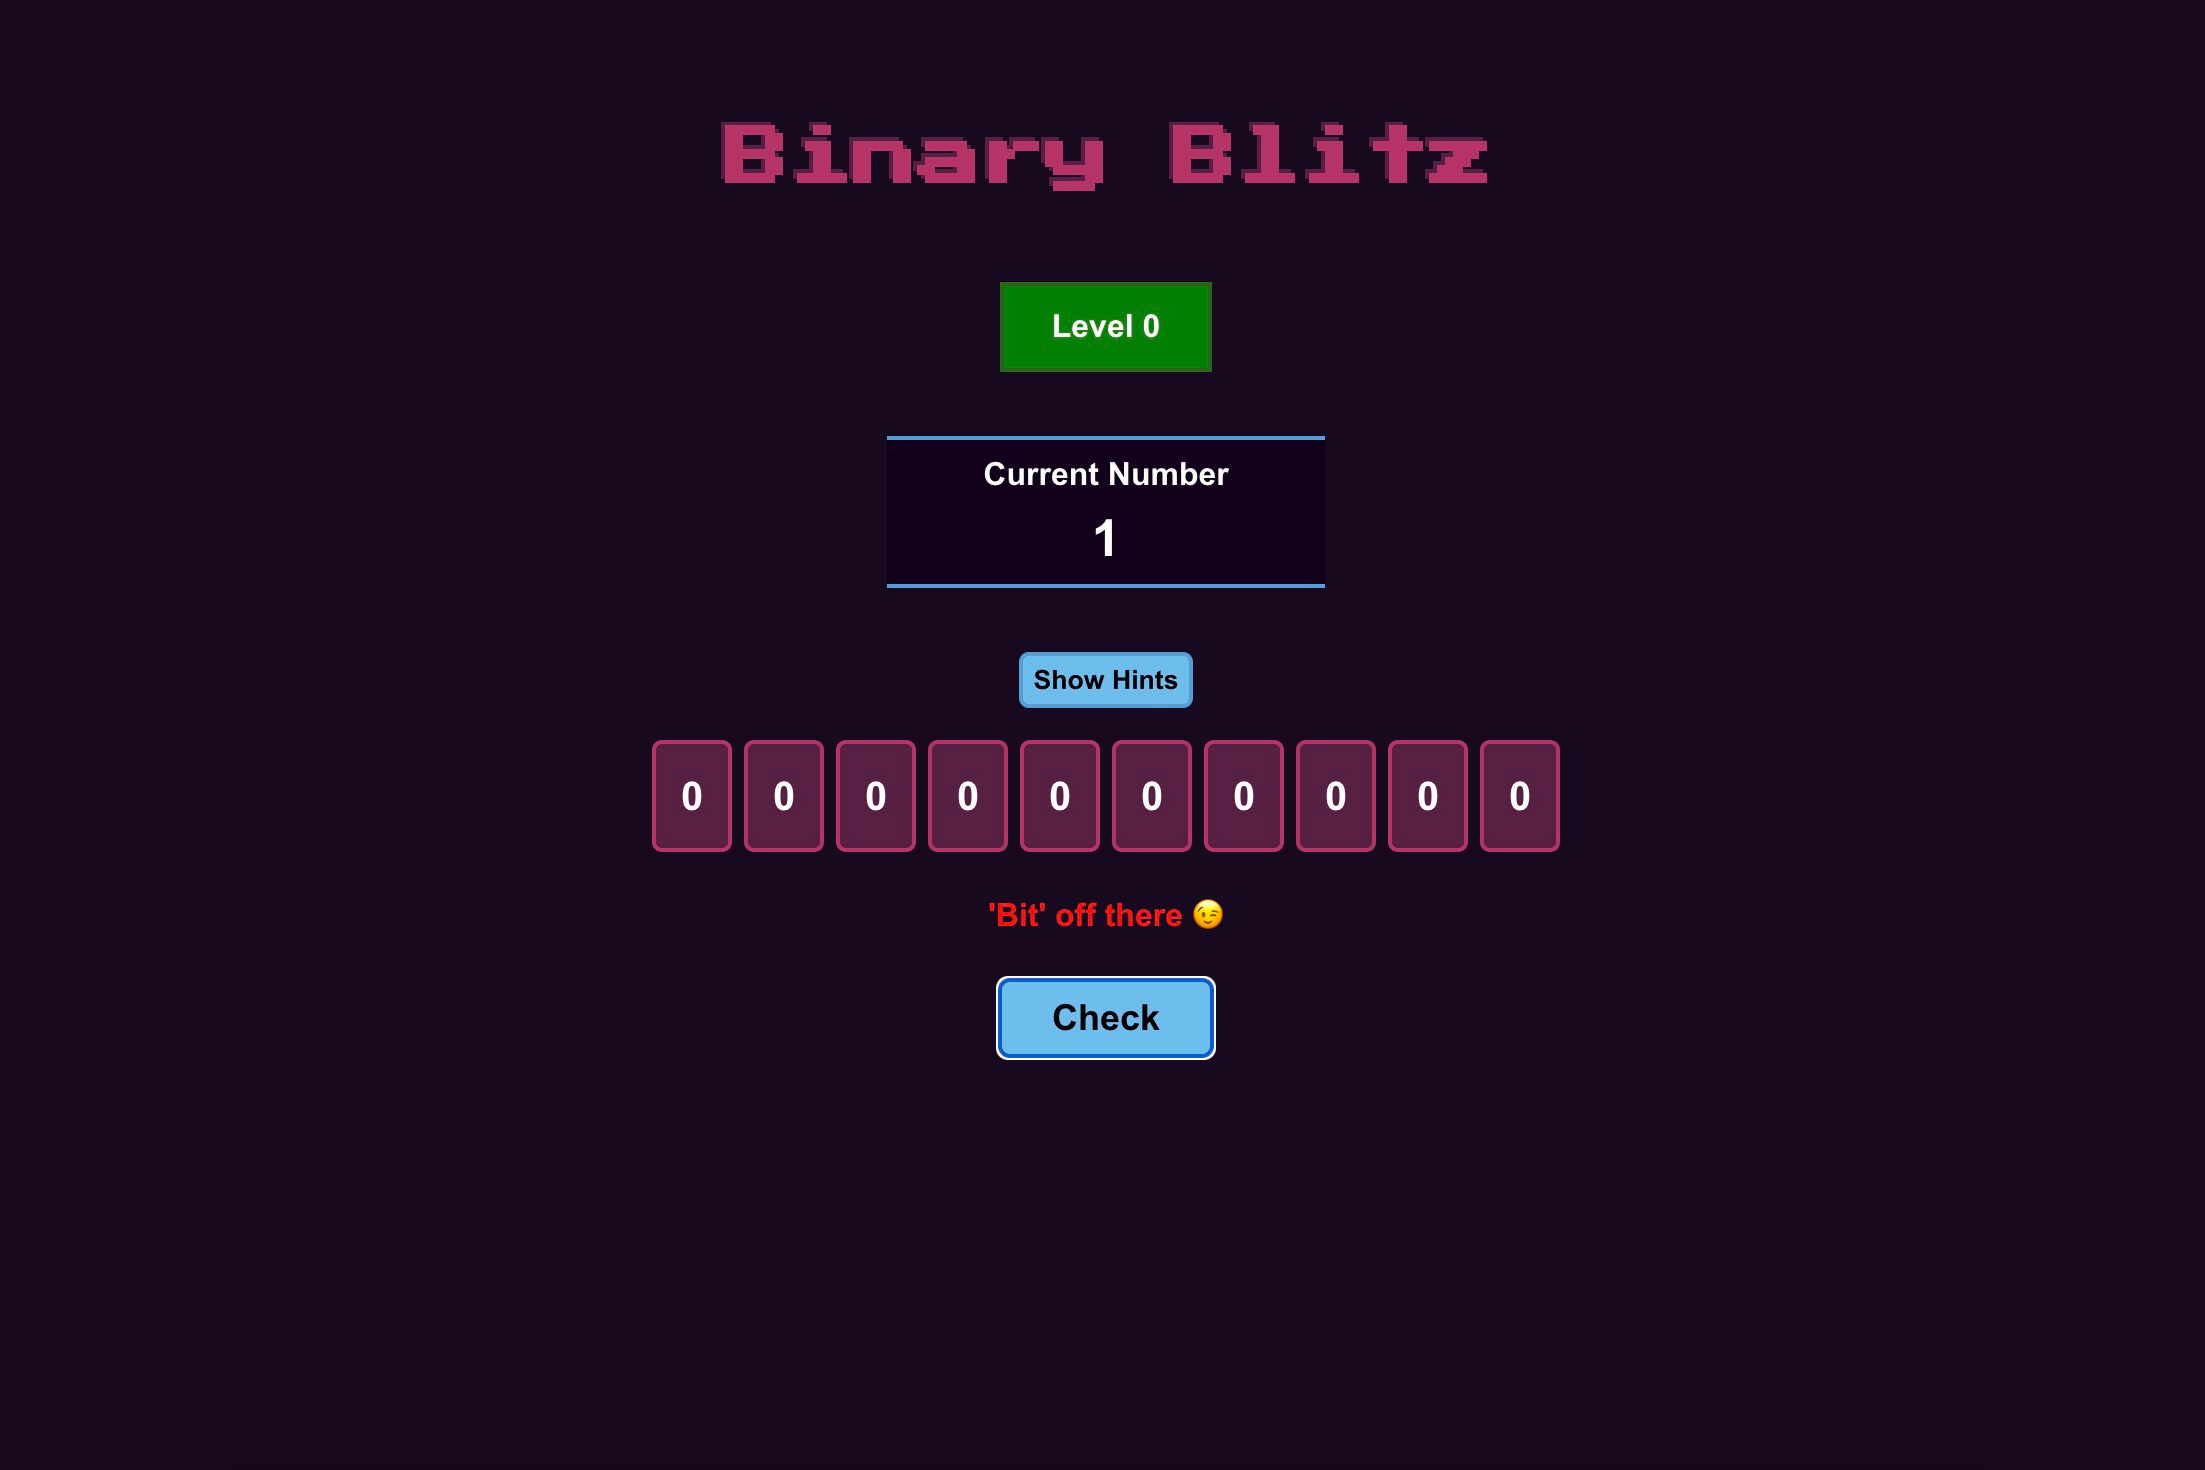 Binary Blitz
Level 0
Current Number
1
Show Hints
0 0 0 0 0 0 0 0 0 0
'Bit' off there 😉
Check